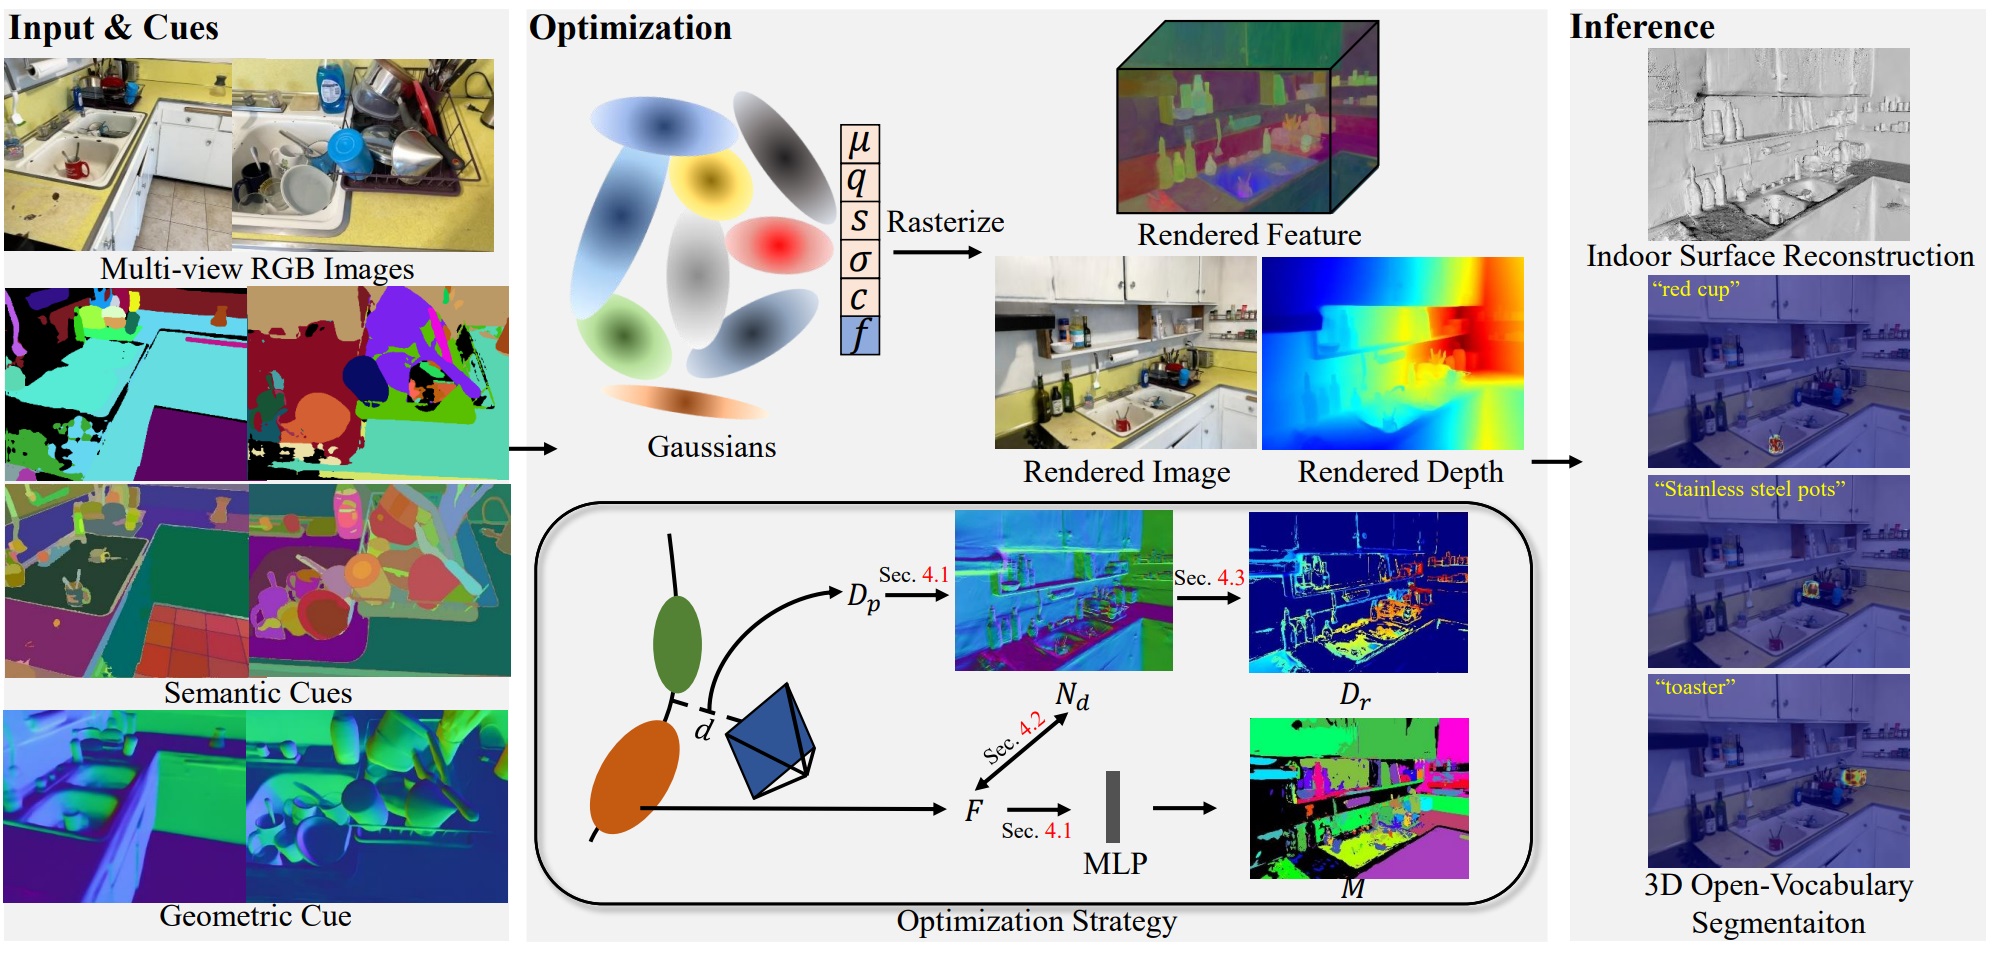 Input & Cues
Multi-view RGB Images
Semantic Cues
Geometric Cue
Optimization
μ
q
s
σ
c
f
Gaussians
Rasterize
Rendered Feature
Rendered Image
Rendered Depth
d
D_p
Sec. 4.1
N_d
Sec. 4.3
D_r
Sec. 4.2
F
Sec. 4.1
MLP
M
Optimization Strategy
Inference
Indoor Surface Reconstruction
“red cup”
“Stainless steel pots”
“toaster”
3D Open-Vocabulary
Segmentaiton